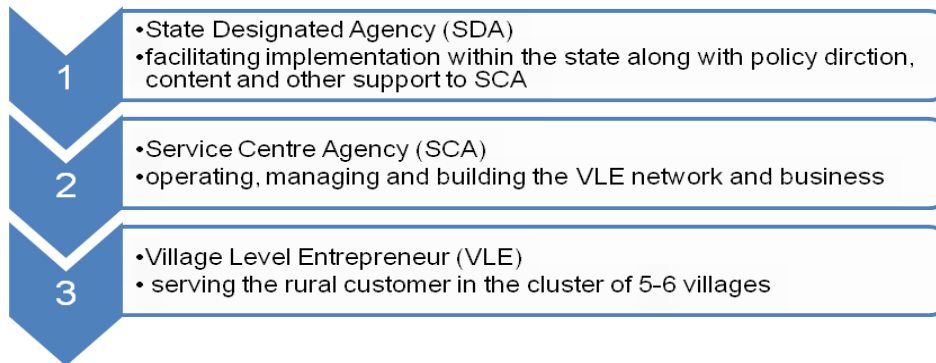 1
•State Designated Agency (SDA)
•facilitating implementation within the state along with policy dirction,
content and other support to SCA
2
•Service Centre Agency (SCA)
•operating, managing and building the VLE network and business
3
•Village Level Entrepreneur (VLE)
• serving the rural customer in the cluster of 5-6 villages